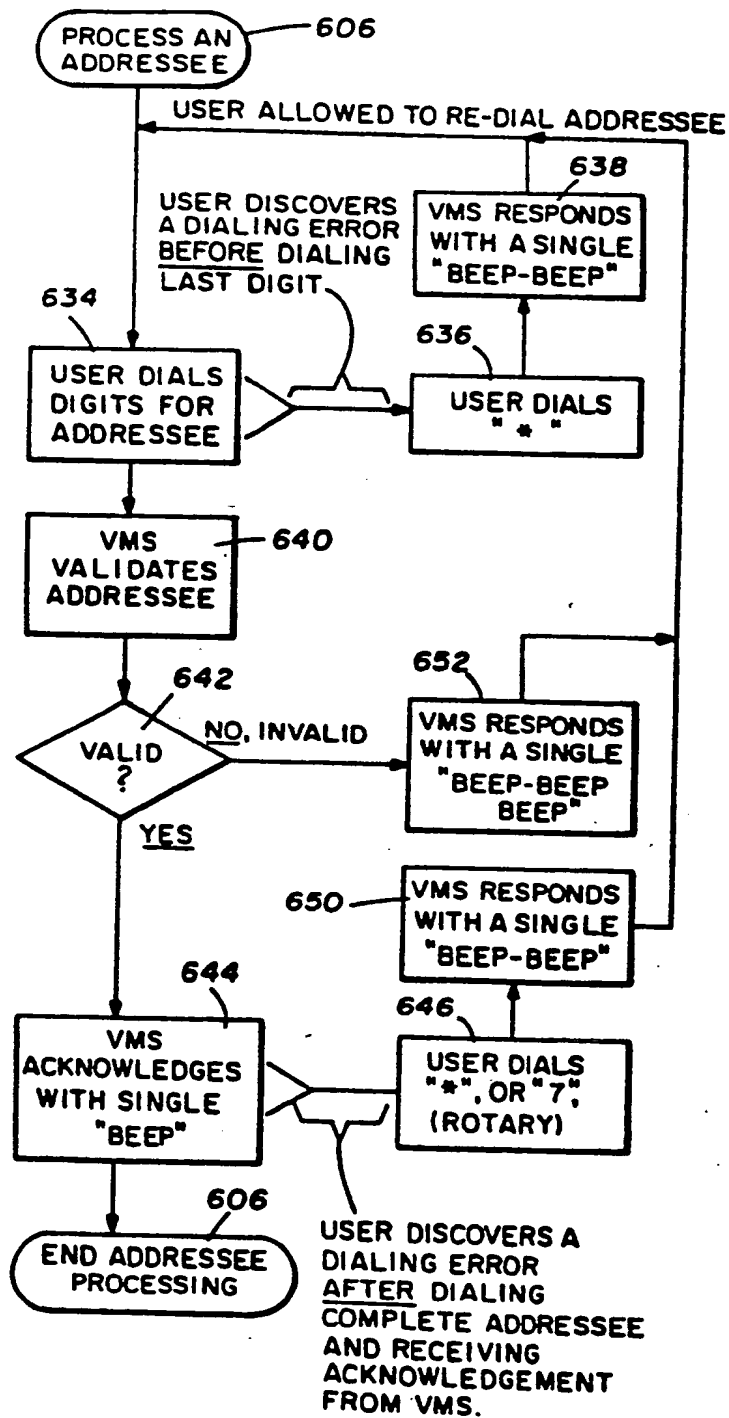 PROCESS AN
ADDRESSEE
606
USER ALLOWED TO RE-DIAL ADDRESSEE
638
VMS RESPONDS
WITH A SINGLE
"BEEP-BEEP"
USER DISCOVERS
A DIALING ERROR
BEFORE DIALING
LAST DIGIT
634
USER DIALS
DIGITS FOR
ADDRESSEE
636
USER DIALS
"*"
VMS
VALIDATES
ADDRESSEE
640
642
VALID
?
NO, INVALID
652
VMS RESPONDS
WITH A SINGLE
"BEEP-BEEP
BEEP"
YES
650
VMS RESPONDS
WITH A SINGLE
"BEEP-BEEP"
644
VMS
ACKNOWLEDGES
WITH SINGLE
"BEEP"
646
USER DIALS
"*", OR "7",
(ROTARY)
606
END ADDRESSEE
PROCESSING
USER DISCOVERS A
DIALING ERROR
AFTER DIALING
COMPLETE ADDRESSEE
AND RECEIVING
ACKNOWLEDGEMENT
FROM VMS.